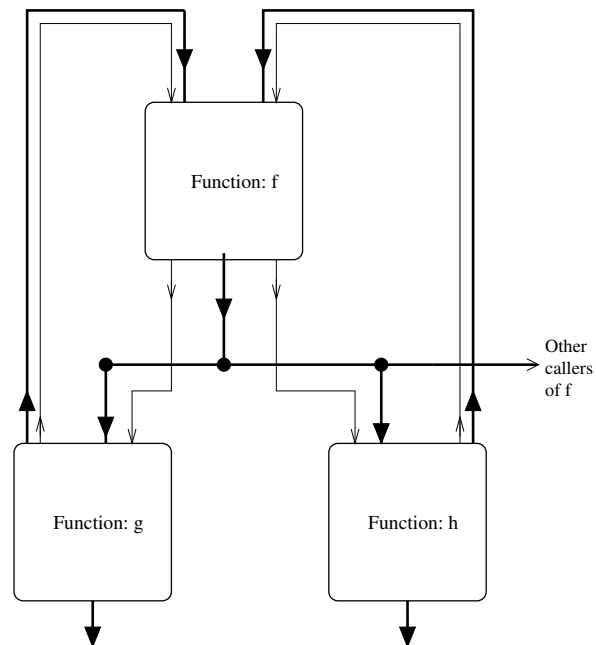 Function: f
Other
callers
of f
Function: g
Function: h